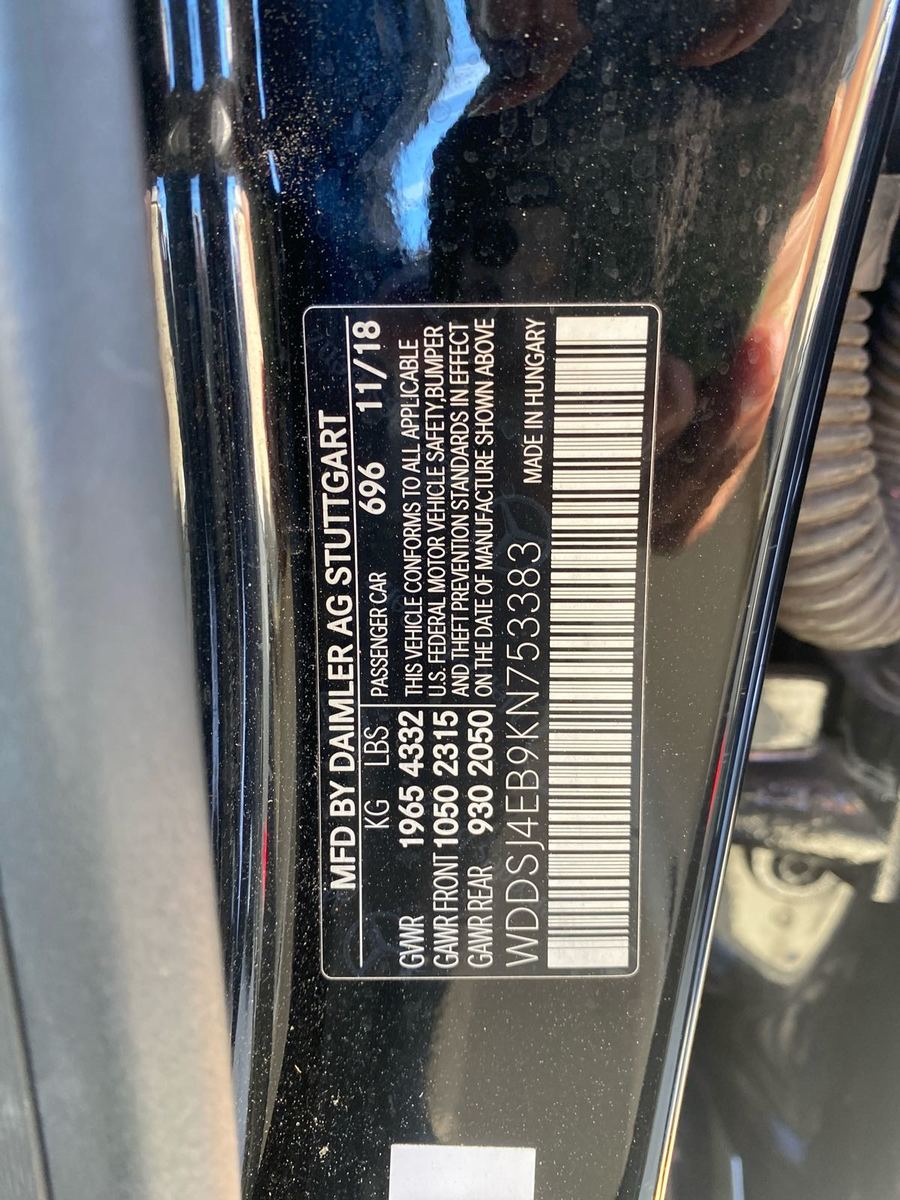 MFD BY DAIMLER AG STUTTGART
KG LBS PASSENGER CAR 696 11/18
GVWR 1965 4332 THIS VEHICLE CONFORMS TO ALL APPLICABLE
GAWR FRONT 1050 2315 U.S. FEDERAL MOTOR VEHICLE SAFETY,BUMPER
GAWR REAR 930 2050 AND THEFT PREVENTION STANDARDS IN EFFECT
ON THE DATE OF MANUFACTURE SHOWN ABOVE
WDDSJ4EB9KN753383 MADE IN HUNGARY